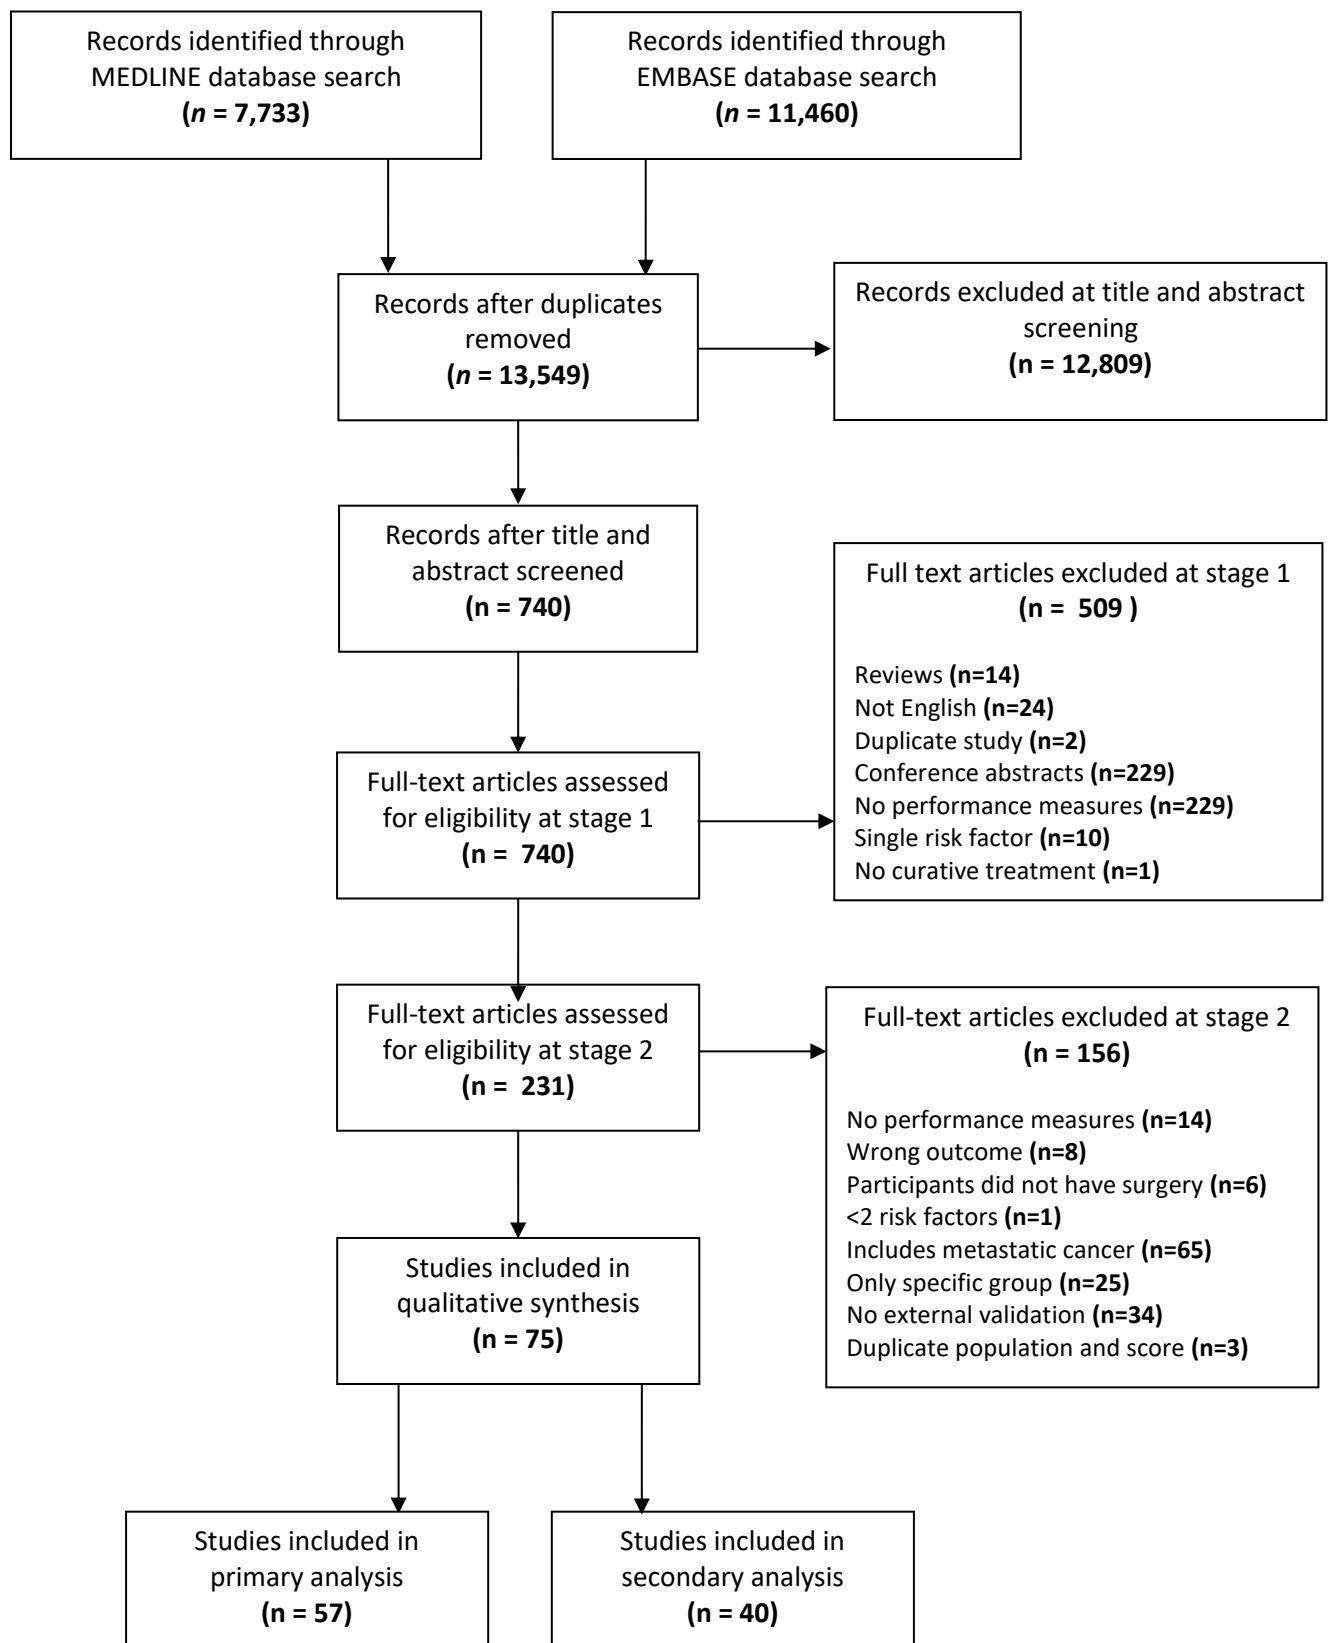 Records identified through
MEDLINE database search
(n = 7,733)
Records identified through
EMBASE database search
(n = 11,460)
Records after duplicates
removed
(n = 13,549)
Records excluded at title and abstract
screening
(n = 12,809)
Records after title and
abstract screened
(n = 740)
Full text articles excluded at stage 1
(n =  509 )
Reviews (n=14)
Not English (n=24)
Duplicate study (n=2)
Conference abstracts (n=229)
No performance measures (n=229)
Single risk factor (n=10)
No curative treatment (n=1)
Full-text articles assessed
for eligibility at stage 1
(n =  740)
Full-text articles assessed
for eligibility at stage 2
(n =  231)
Full-text articles excluded at stage 2
(n = 156)
No performance measures (n=14)
Wrong outcome (n=8)
Participants did not have surgery (n=6)
<2 risk factors (n=1)
Includes metastatic cancer (n=65)
Only specific group (n=25)
No external validation (n=34)
Duplicate population and score (n=3)
Studies included in
qualitative synthesis
(n = 75)
Studies included in
primary analysis
(n = 57)
Studies included in
secondary analysis
(n = 40)